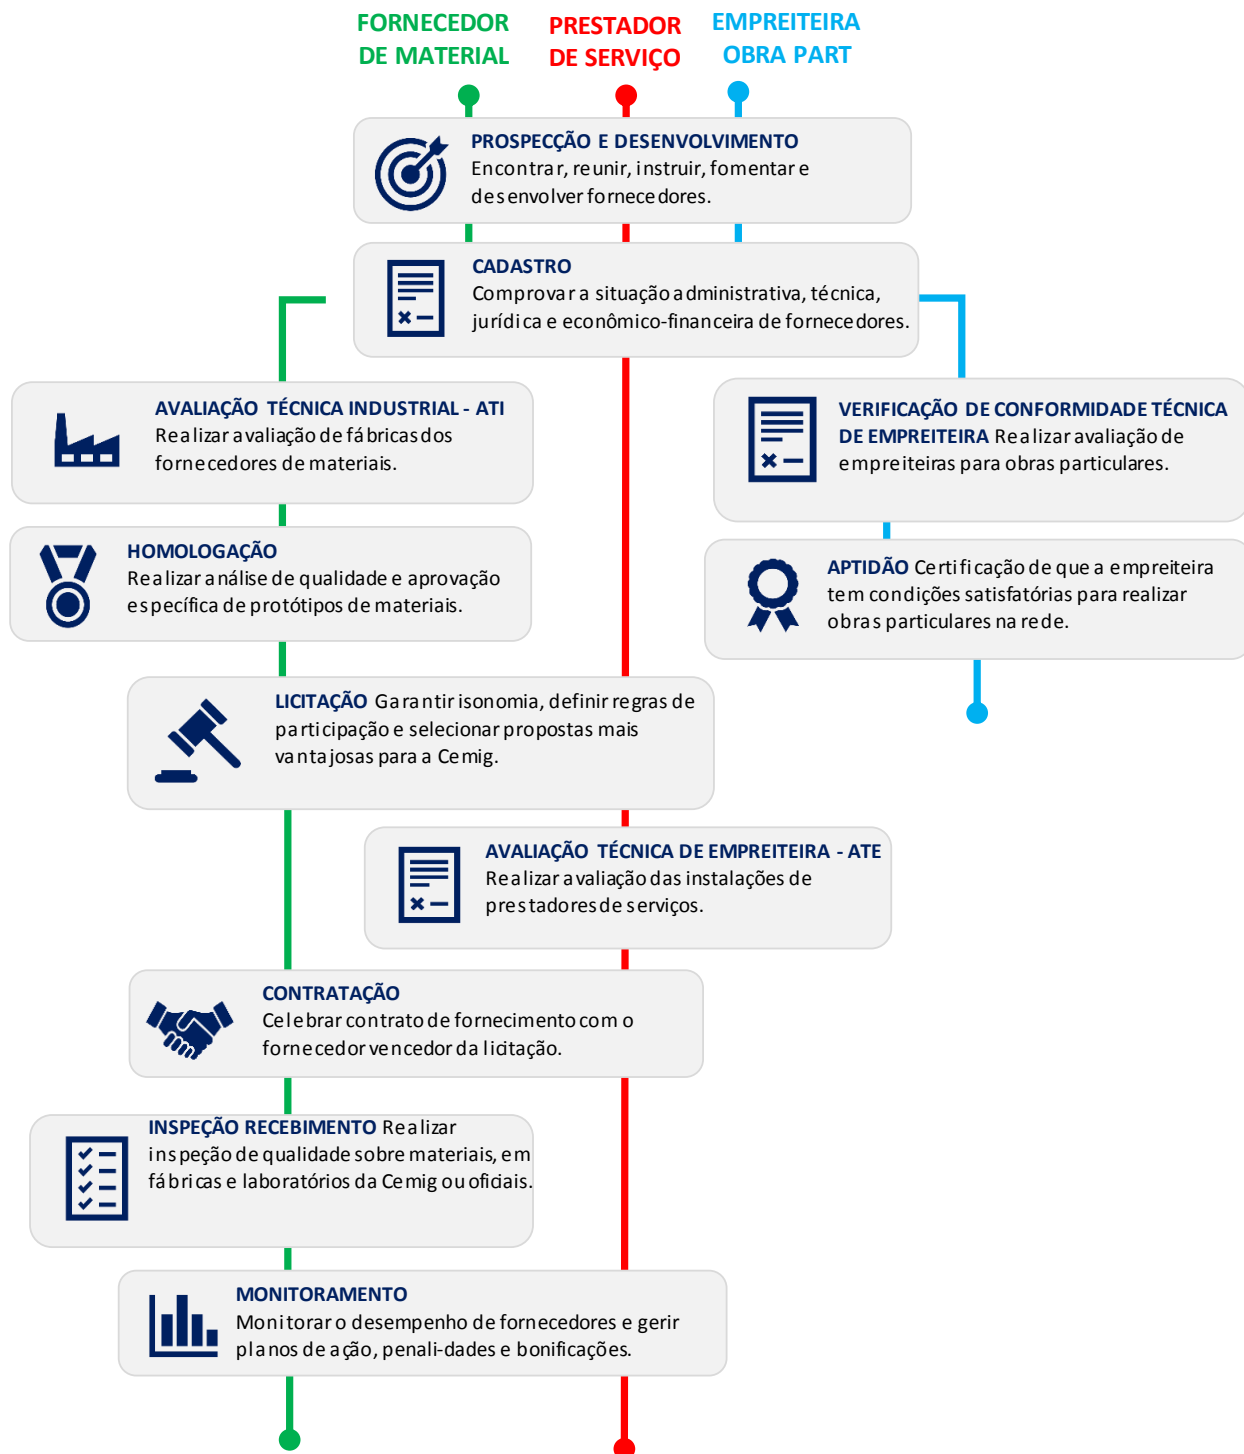 FORNECEDOR
DE MATERIAL
PRESTADOR
DE SERVIÇO
EMPREITEIRA
OBRA PART
PROSPECÇÃO E DESENVOLVIMENTO
Encontrar, reunir, instruir, fomentar e
desenvolver fornecedores.
CADASTRO
Comprovar a situação administrativa, técnica,
jurídica e econômico-financeira de fornecedores.
AVALIAÇÃO TÉCNICA INDUSTRIAL - ATI
Realizar avaliação de fábricas dos
fornecedores de materiais.
VERIFICAÇÃO DE CONFORMIDADE TÉCNICA
DE EMPREITEIRA Realizar avaliação de
empreiteiras para obras particulares.
HOMOLOGAÇÃO
Realizar análise de qualidade e aprovação
específica de protótipos de materiais.
APTIDÃO Certificação de que a empreiteira
tem condições satisfatórias para realizar
obras particulares na rede.
LICITAÇÃO Garantir isonomia, definir regras de
participação e selecionar propostas mais
vantajosas para a Cemig.
AVALIAÇÃO TÉCNICA DE EMPREITEIRA - ATE
Realizar avaliação das instalações de
prestadores de serviços.
CONTRATAÇÃO
Celebrar contrato de fornecimento com o
fornecedor vencedor da licitação.
INSPEÇÃO RECEBIMENTO Realizar
inspeção de qualidade sobre materiais, em
fábricas e laboratórios da Cemig ou oficiais.
MONITORAMENTO
Monitorar o desempenho de fornecedores e gerir
planos de ação, penali-dades e bonificações.